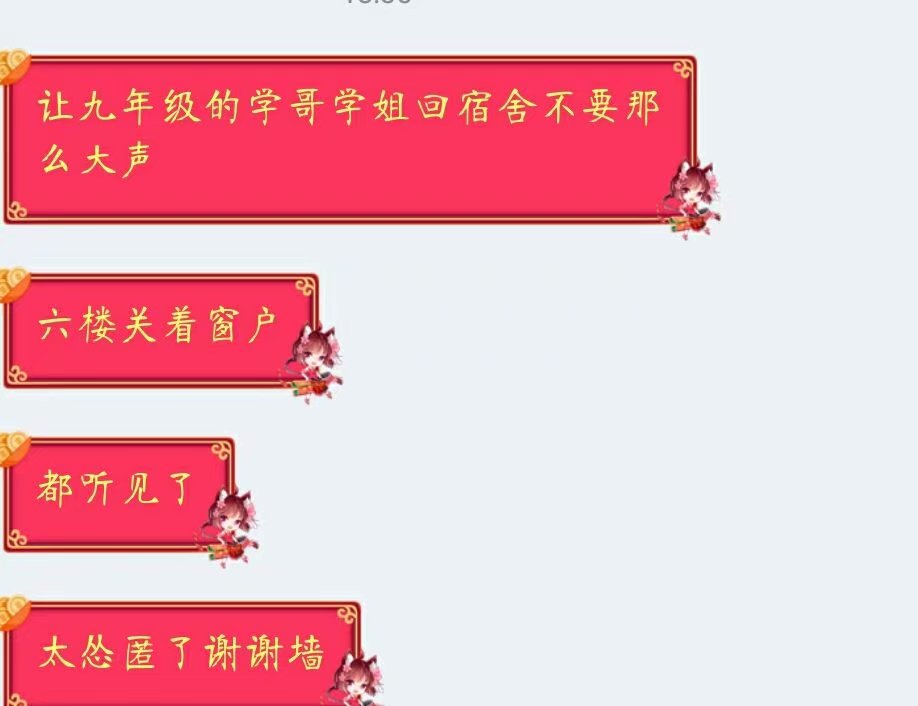 让九年级的学哥学姐回宿舍不要那
么大声
六楼关着窗户
都听见了
太怂匿了谢谢墙